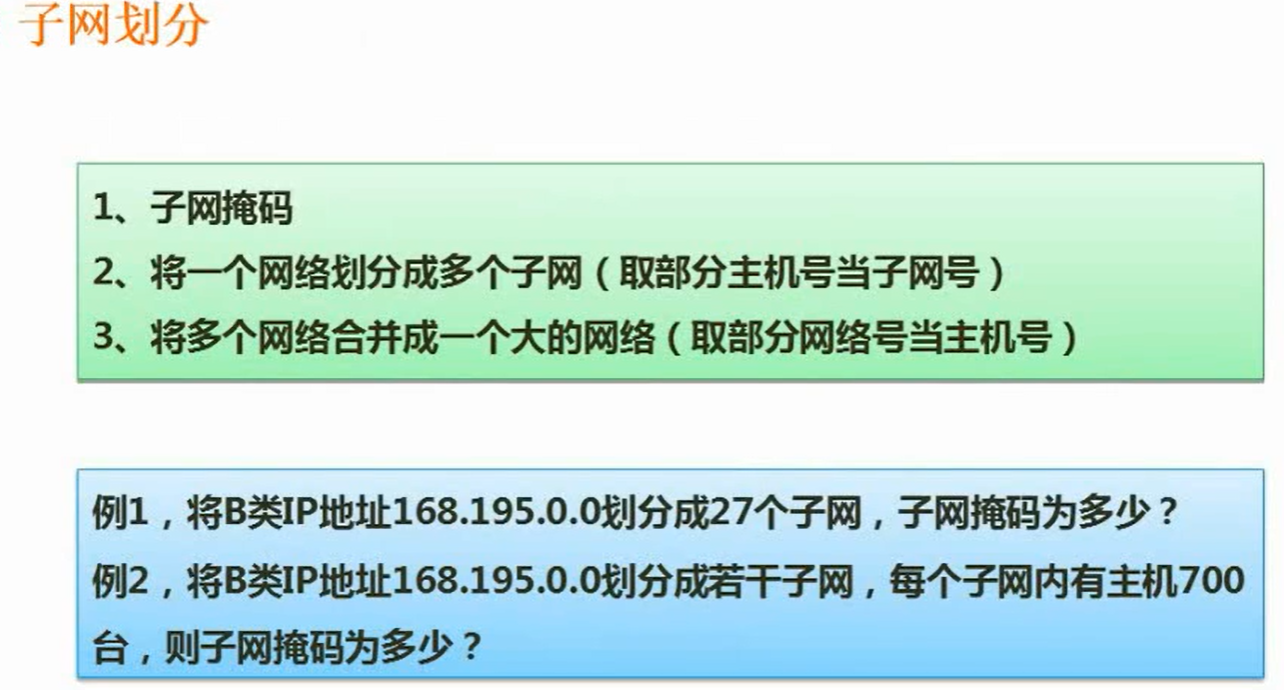 子网划分
1、子网掩码
2、将一个网络划分成多个子网（取部分主机号当子网号）
3、将多个网络合并成一个大的网络（取部分网络号当主机号）
例1，将B类IP地址168.195.0.0划分成27个子网，子网掩码为多少？
例2，将B类IP地址168.195.0.0划分成若干子网，每个子网内有主机700
台，则子网掩码为多少？